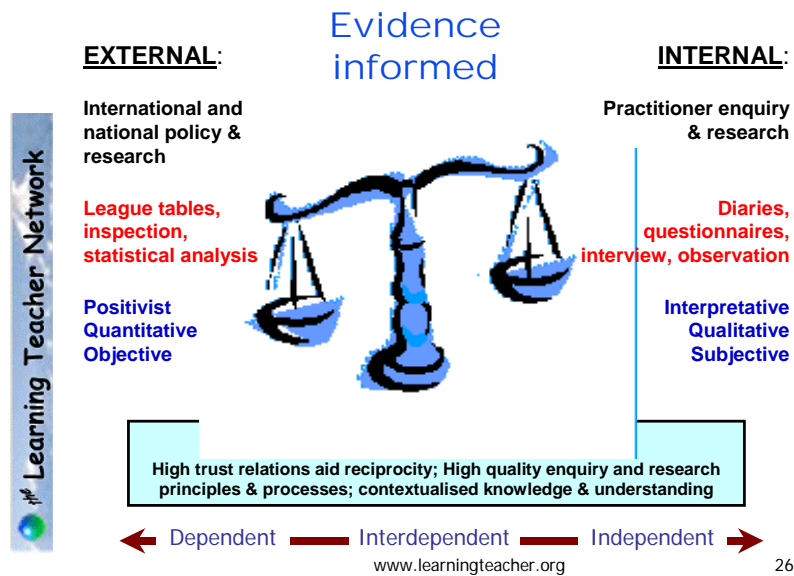 Evidence
informed
EXTERNAL:
International and
national policy &
research
League tables,
inspection,
statistical analysis
Positivist
Quantitative
Objective
INTERNAL:
Practitioner enquiry
& research
Diaries,
questionnaires,
interview, observation
Interpretative
Qualitative
Subjective
High trust relations aid reciprocity; High quality enquiry and research
principles & processes; contextualised knowledge & understanding
Dependent Interdependent Independent
www.learningteacher.org 26
the Learning Teacher Network